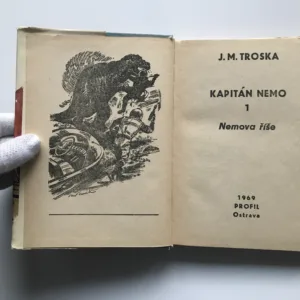 J. M. TROSKA
KAPITÁN NEMO
1
Nemova říše
1969
PROFIL
Ostrava